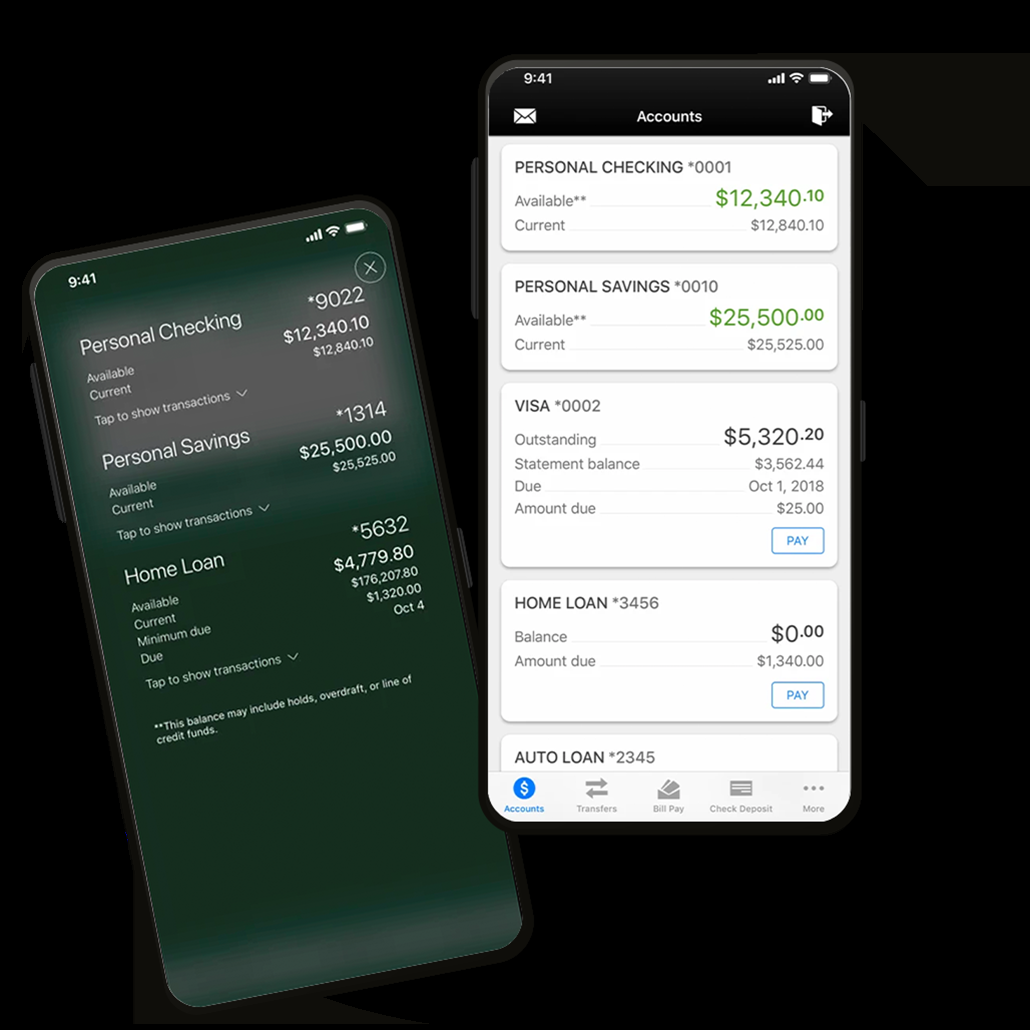 9:41
*9022
Personal Checking
$12,340.10
Available
$12,840.10
Current
Tap to show transactions
*1314
Personal Savings
$25,500.00
Available
$25,525.00
Current
Tap to show transactions
*5632
Home Loan
$4,779.80
Available
$176,207.80
Current
$1,320.00
Minimum due
Oct 4
Due
Tap to show transactions
**This balance may include holds, overdraft, or line of
credit funds.
9:41
Accounts
PERSONAL CHECKING *0001
Available** $12,340.10
Current $12,840.10
PERSONAL SAVINGS *0010
Available** $25,500.00
Current $25,525.00
VISA *0002
Outstanding $5,320.20
Statement balance $3,562.44
Due Oct 1, 2018
Amount due $25.00
PAY
HOME LOAN *3456
Balance $0.00
Amount due $1,340.00
PAY
AUTO LOAN *2345
Accounts Transfers Bill Pay Check Deposit More